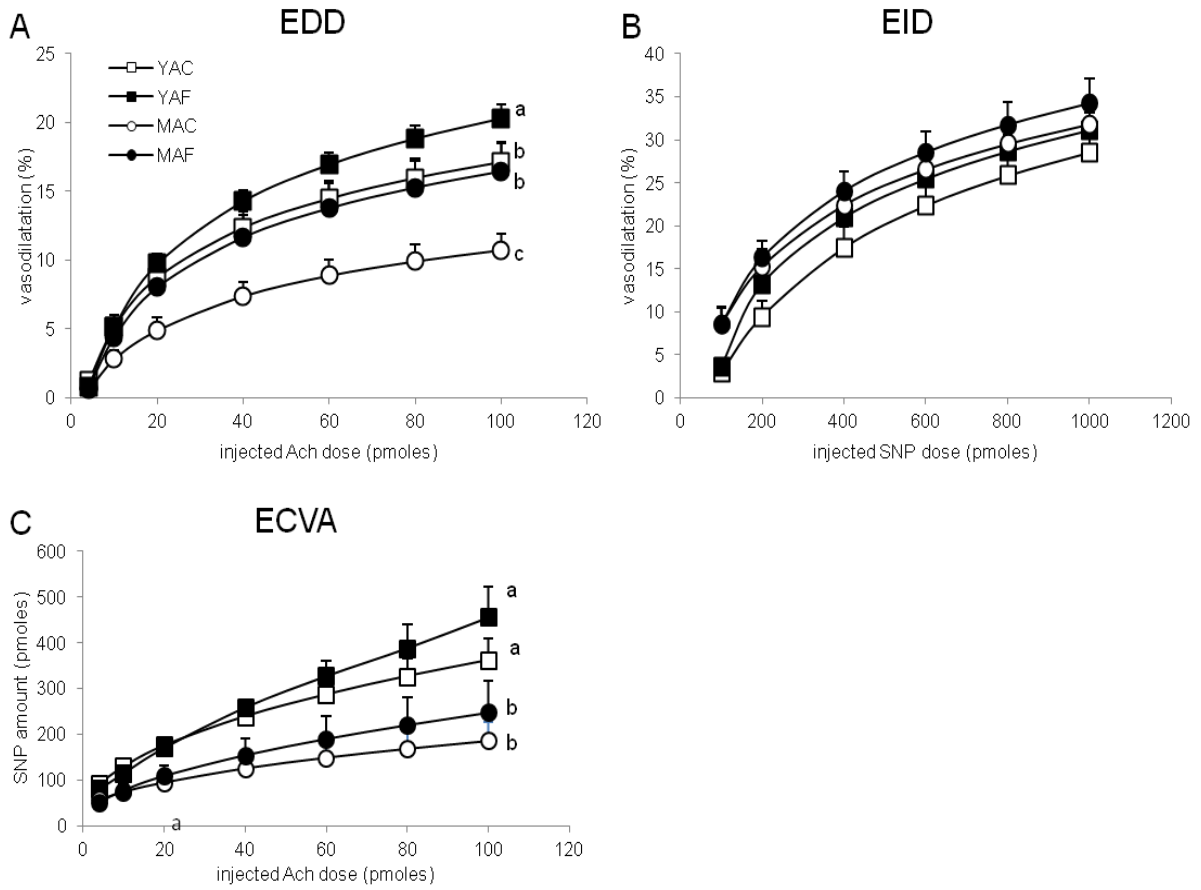 A
EDD
vasodilatation (%)
25
20
15
10
5
0
YAC
YAF
MAC
MAF
a
b
b
c
0 20 40 60 80 100 120
injected Ach dose (pmoles)
B
EID
vasodilatation (%)
40
35
30
25
20
15
10
5
0
0 200 400 600 800 1000 1200
injected SNP dose (pmoles)
C
ECVA
SNP amount (pmoles)
600
500
400
300
200
100
0
a
a
b
b
a
0 20 40 60 80 100 120
injected Ach dose (pmoles)